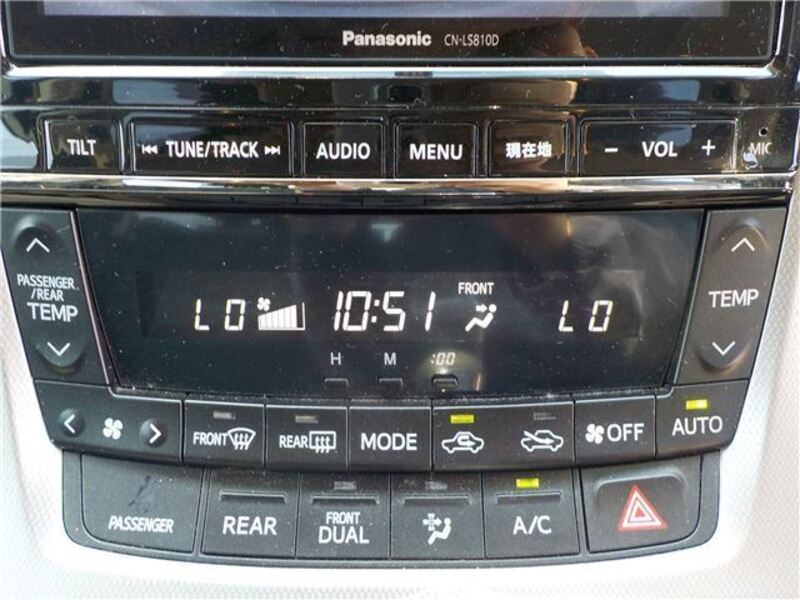 Panasonic CN-LS810D
TILT TUNE/TRACK AUDIO MENU 現在地 - VOL + MIC
PASSENGER
/REAR
TEMP
LO 10:51 FRONT LO
TEMP
H M :00
FRONT REAR MODE OFF AUTO
PASSENGER REAR FRONT
DUAL A/C